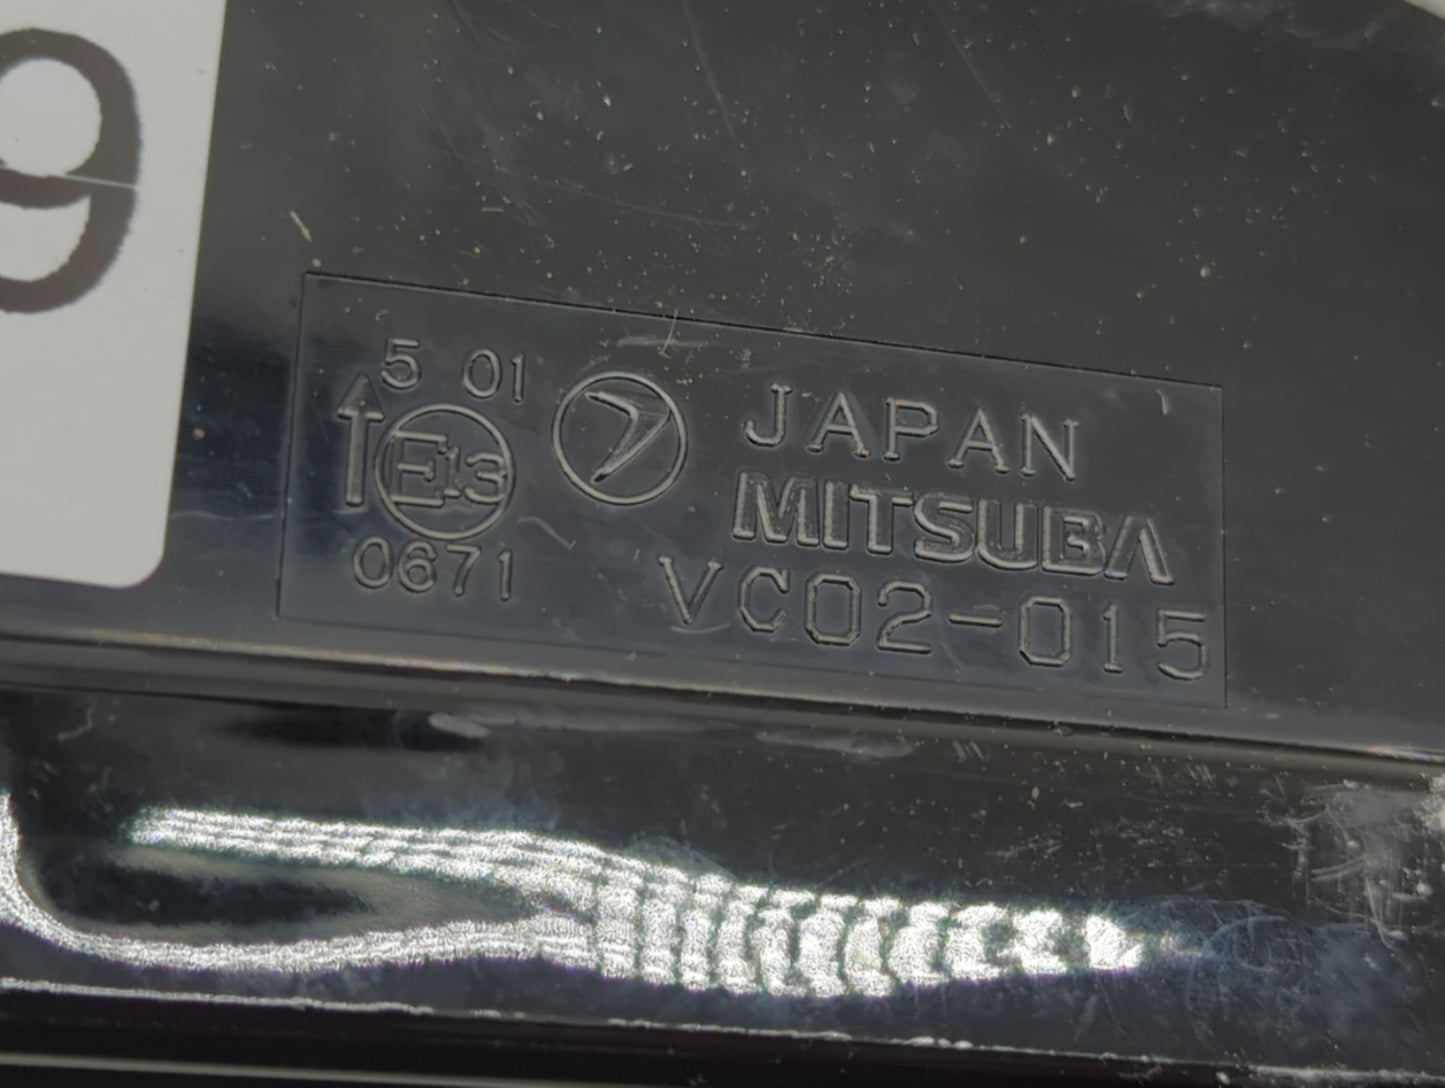 9
5 01
E13
0671
JAPAN
MITSUBA
VC02-015